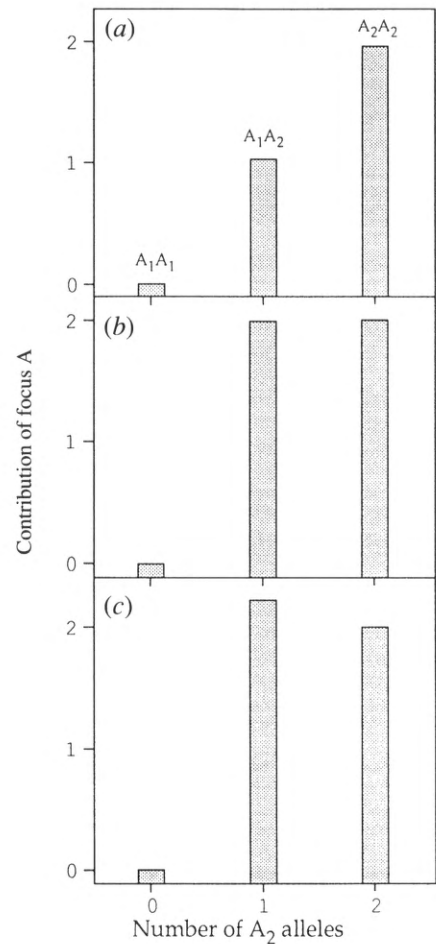 (a)
A₂A₂
A₁A₂
A₁A₁
2
1
0
(b)
2
1
0
(c)
2
1
0
0 1 2
Number of A₂ alleles
Contribution of focus A